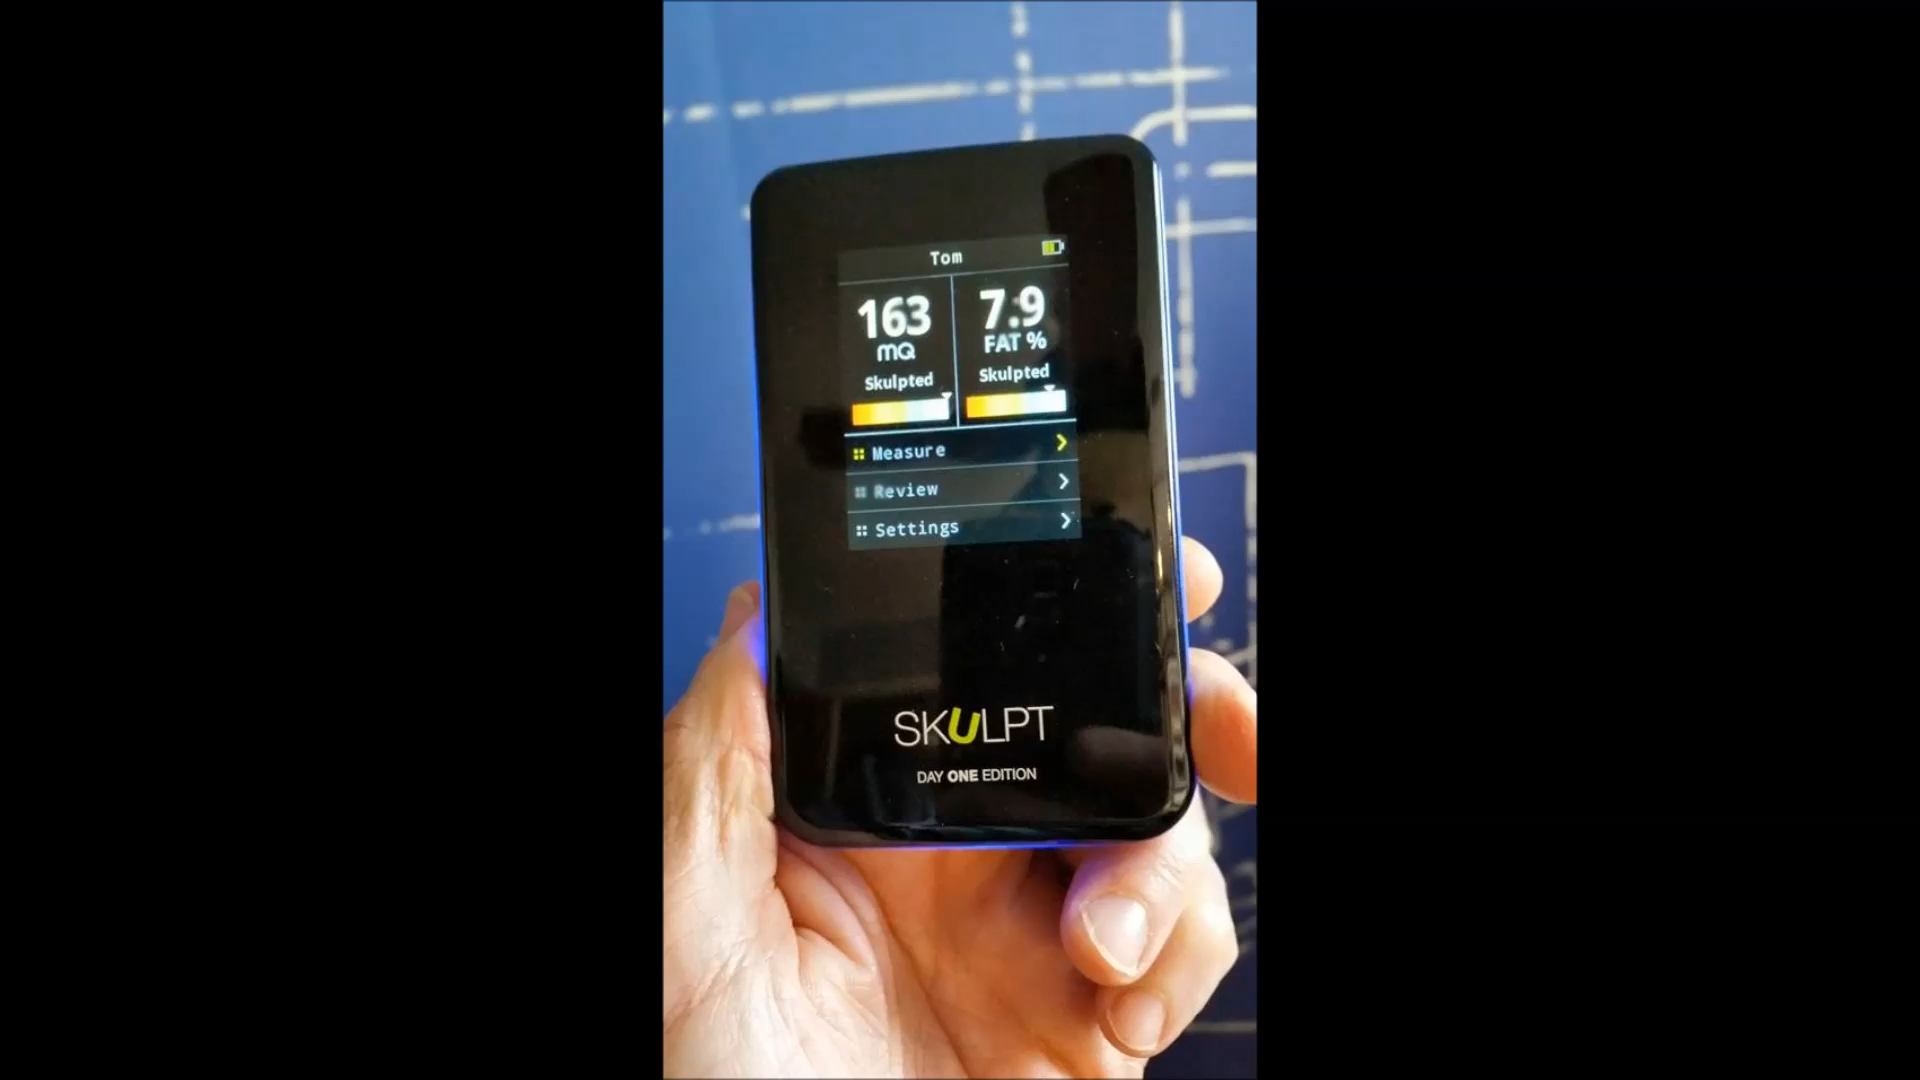 Tom
163
mQ
Skulpted
7.9
FAT %
Skulpted
Measure
Review
Settings
SKULPT
DAY ONE EDITION